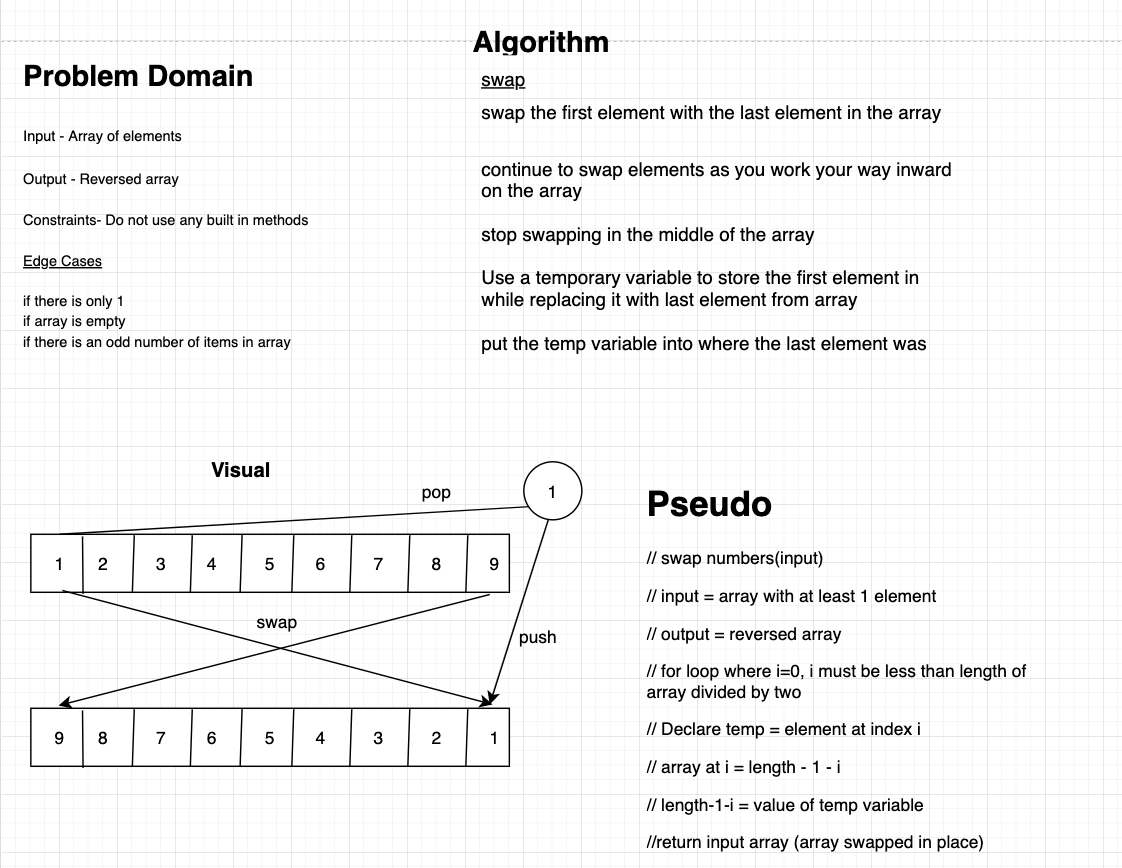 Problem Domain
Input - Array of elements
Output - Reversed array
Constraints- Do not use any built in methods
Edge Cases
if there is only 1
if array is empty
if there is an odd number of items in array
Algorithm
swap
swap the first element with the last element in the array
continue to swap elements as you work your way inward
on the array
stop swapping in the middle of the array
Use a temporary variable to store the first element in
while replacing it with last element from array
put the temp variable into where the last element was
Visual
pop
1
1 2 3 4 5 6 7 8 9
swap
push
9 8 7 6 5 4 3 2 1
Pseudo
// swap numbers(input)
// input = array with at least 1 element
// output = reversed array
// for loop where i=0, i must be less than length of
array divided by two
// Declare temp = element at index i
// array at i = length - 1 - i
// length-1-i = value of temp variable
//return input array (array swapped in place)